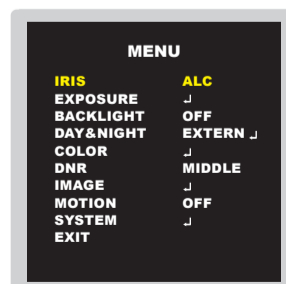 MENU
IRIS ALC
EXPOSURE ↵
BACKLIGHT OFF
DAY&NIGHT EXTERN ↵
COLOR ↵
DNR MIDDLE
IMAGE ↵
MOTION OFF
SYSTEM ↵
EXIT